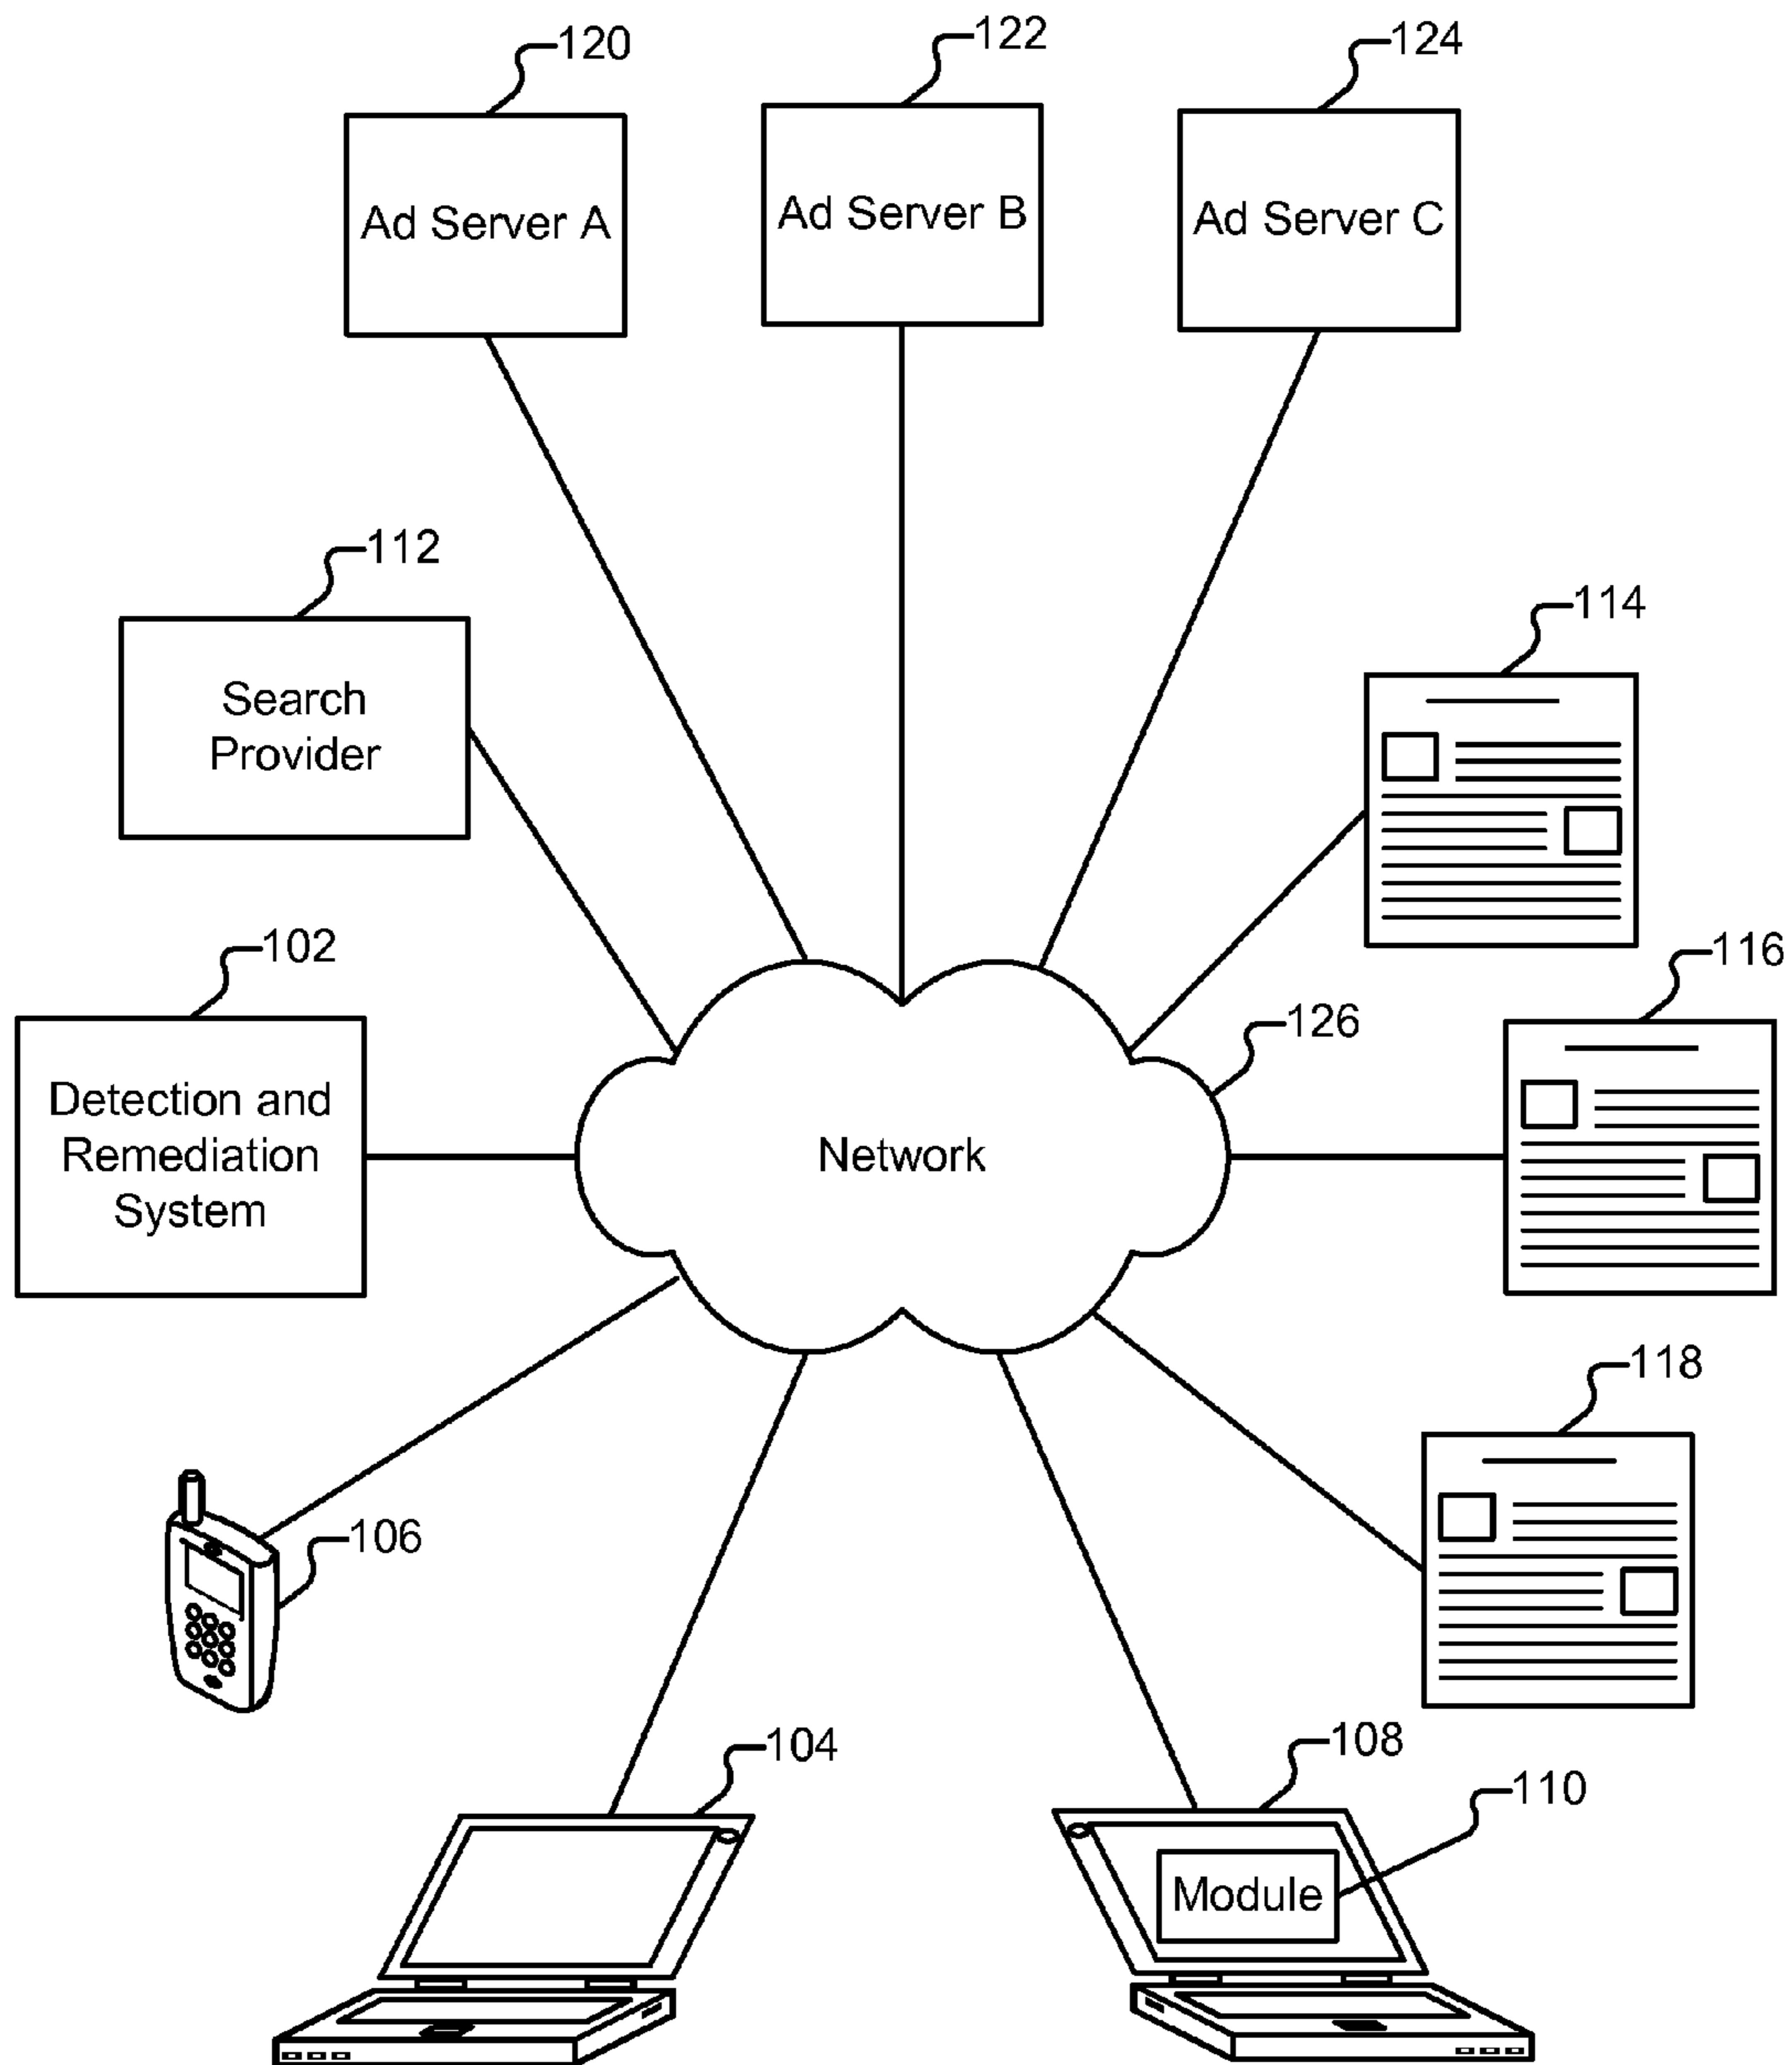 120
122
124
Ad Server A
Ad Server B
Ad Server C
112
Search
Provider
114
102
116
126
Detection and
Remediation
System
Network
118
106
104
108
110
Module